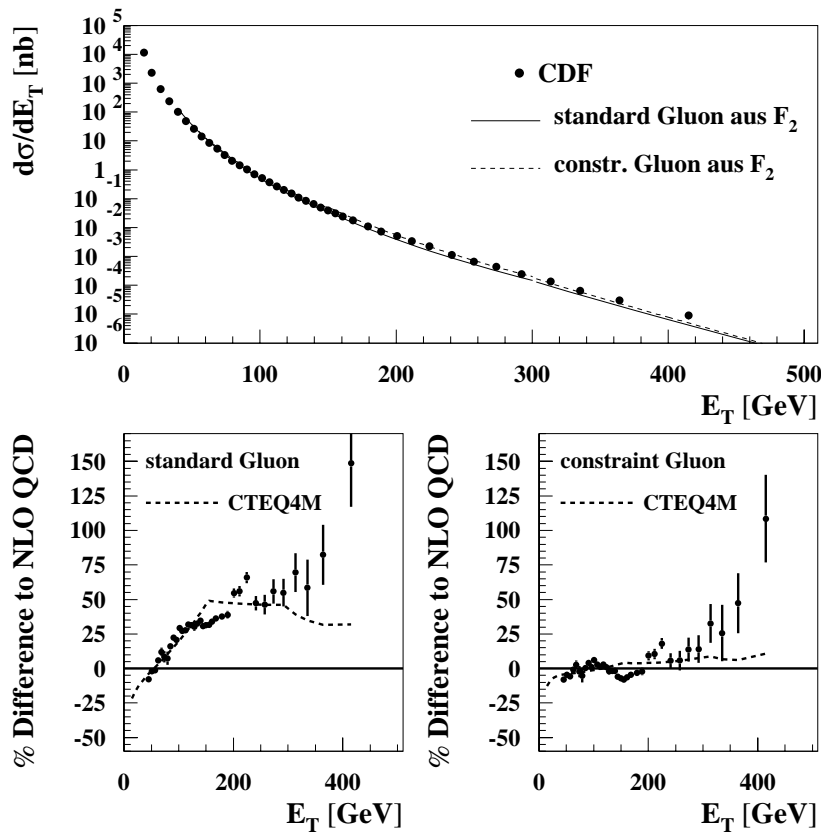 dσ/dE_T [nb]
10^5
10^4
10^3
10^2
10
1
10^-1
10^-2
10^-3
10^-4
10^-5
10^-6
10
CDF
standard Gluon aus F_2
constr. Gluon aus F_2
0 100 200 300 400 500
E_T [GeV]
% Difference to NLO QCD
150
125
100
75
50
25
0
-25
-50
standard Gluon
CTEQ4M
0 200 400
E_T [GeV]
% Difference to NLO QCD
150
125
100
75
50
25
0
-25
-50
constraint Gluon
CTEQ4M
0 200 400
E_T [GeV]